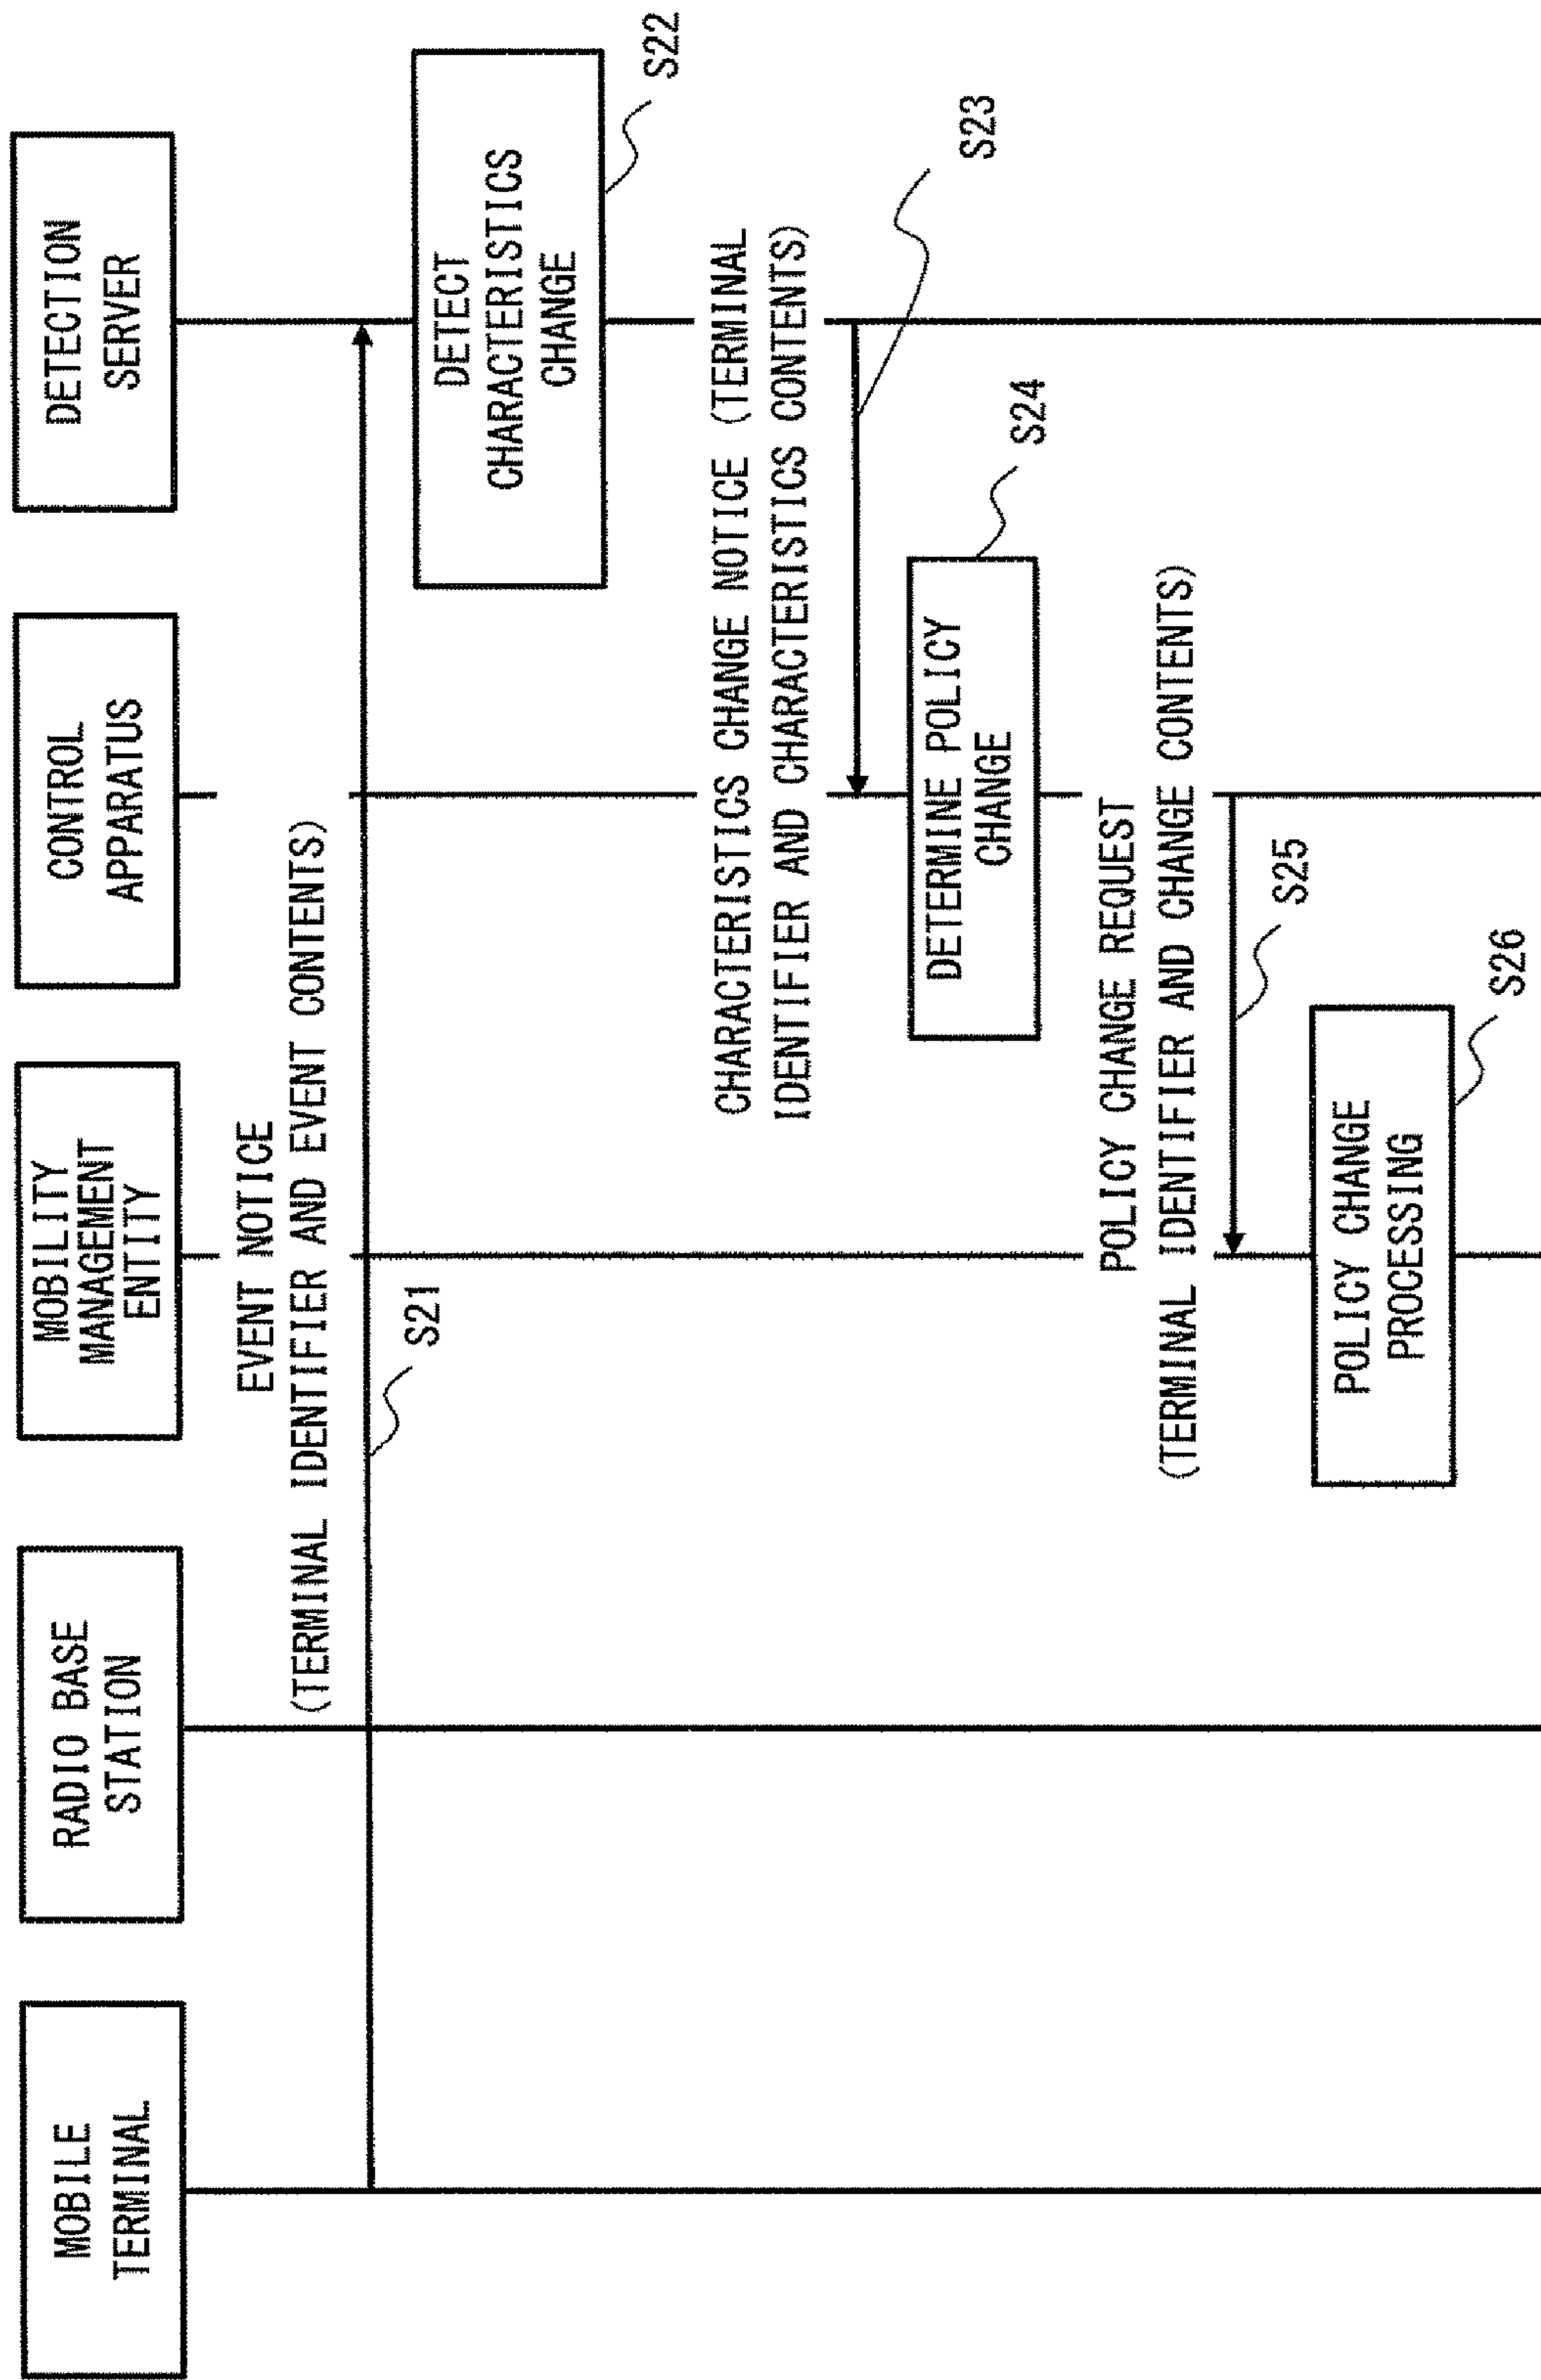 MOBILE
TERMINAL
RADIO BASE
STATION
MOBILITY
MANAGEMENT
ENTITY
CONTROL
APPARATUS
DETECTION
SERVER
EVENT NOTICE
(TERMINAL IDENTIFIER AND EVENT CONTENTS)
S21
DETECT
CHARACTERISTICS
CHANGE
S22
CHARACTERISTICS CHANGE NOTICE (TERMINAL
IDENTIFIER AND CHARACTERISTICS CONTENTS)
S23
DETERMINE POLICY
CHANGE
S24
POLICY CHANGE REQUEST
(TERMINAL IDENTIFIER AND CHANGE CONTENTS)
S25
POLICY CHANGE
PROCESSING
S26